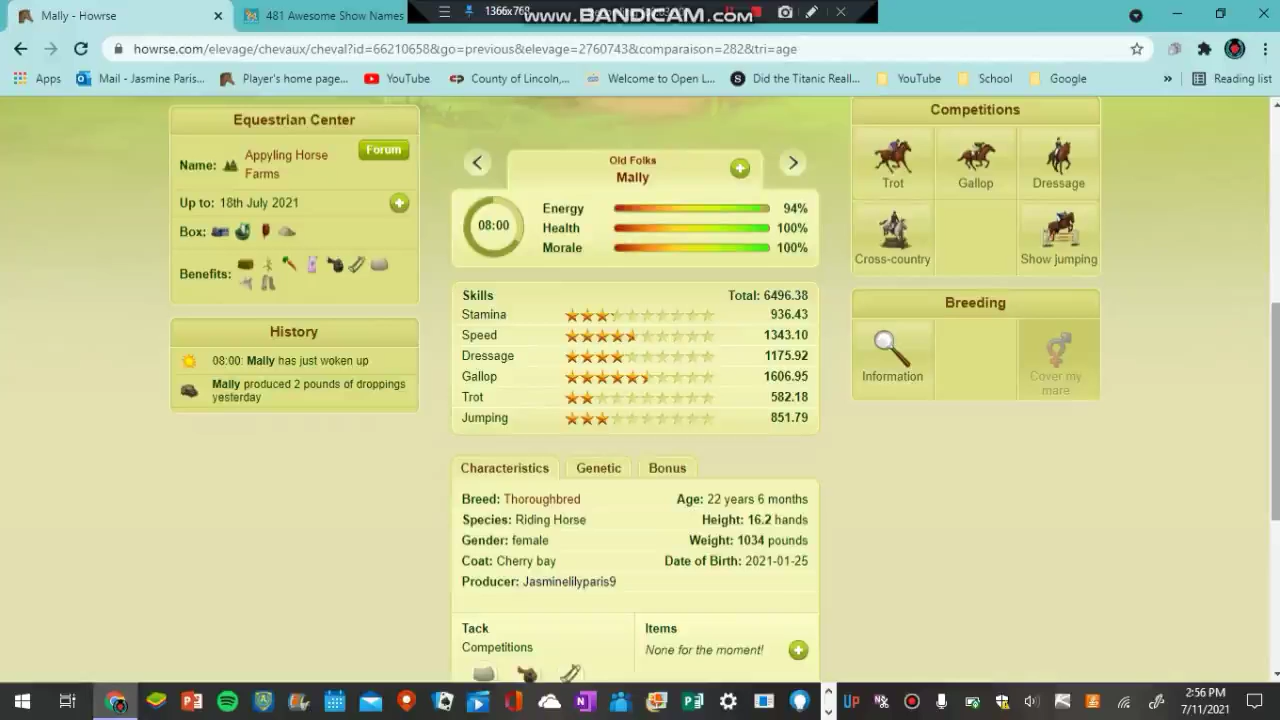 Mally - Howrse
481 Awesome Show Names
1366x768
www.BANDICAM.com
howrse.com/elevage/chevaux/cheval?id=66210658&go=previous&elevage=2760743&comparaison=282&tri=age
Apps
Mail - Jasmine Paris...
Player's home page...
YouTube
County of Lincoln,...
Welcome to Open L...
Did the Titanic Reall...
YouTube
School
Google
»
Reading list
Equestrian Center
Name: Appyling Horse
Farms
Forum
Up to: 18th July 2021
Box:
Benefits:
History
08:00: Mally has just woken up
Mally produced 2 pounds of droppings
yesterday
Old Folks
Mally
08:00
Energy 94%
Health 100%
Morale 100%
Skills Total: 6496.38
Stamina 936.43
Speed 1343.10
Dressage 1175.92
Gallop 1606.95
Trot 582.18
Jumping 851.79
Characteristics Genetic Bonus
Breed: Thoroughbred Age: 22 years 6 months
Species: Riding Horse Height: 16.2 hands
Gender: female Weight: 1034 pounds
Coat: Cherry bay Date of Birth: 2021-01-25
Producer: Jasminelilyparis9
Tack
Competitions
Items
None for the moment!
Competitions
Trot Gallop Dressage
Cross-country Show jumping
Breeding
Information
Cover my
mare
2:56 PM
7/11/2021